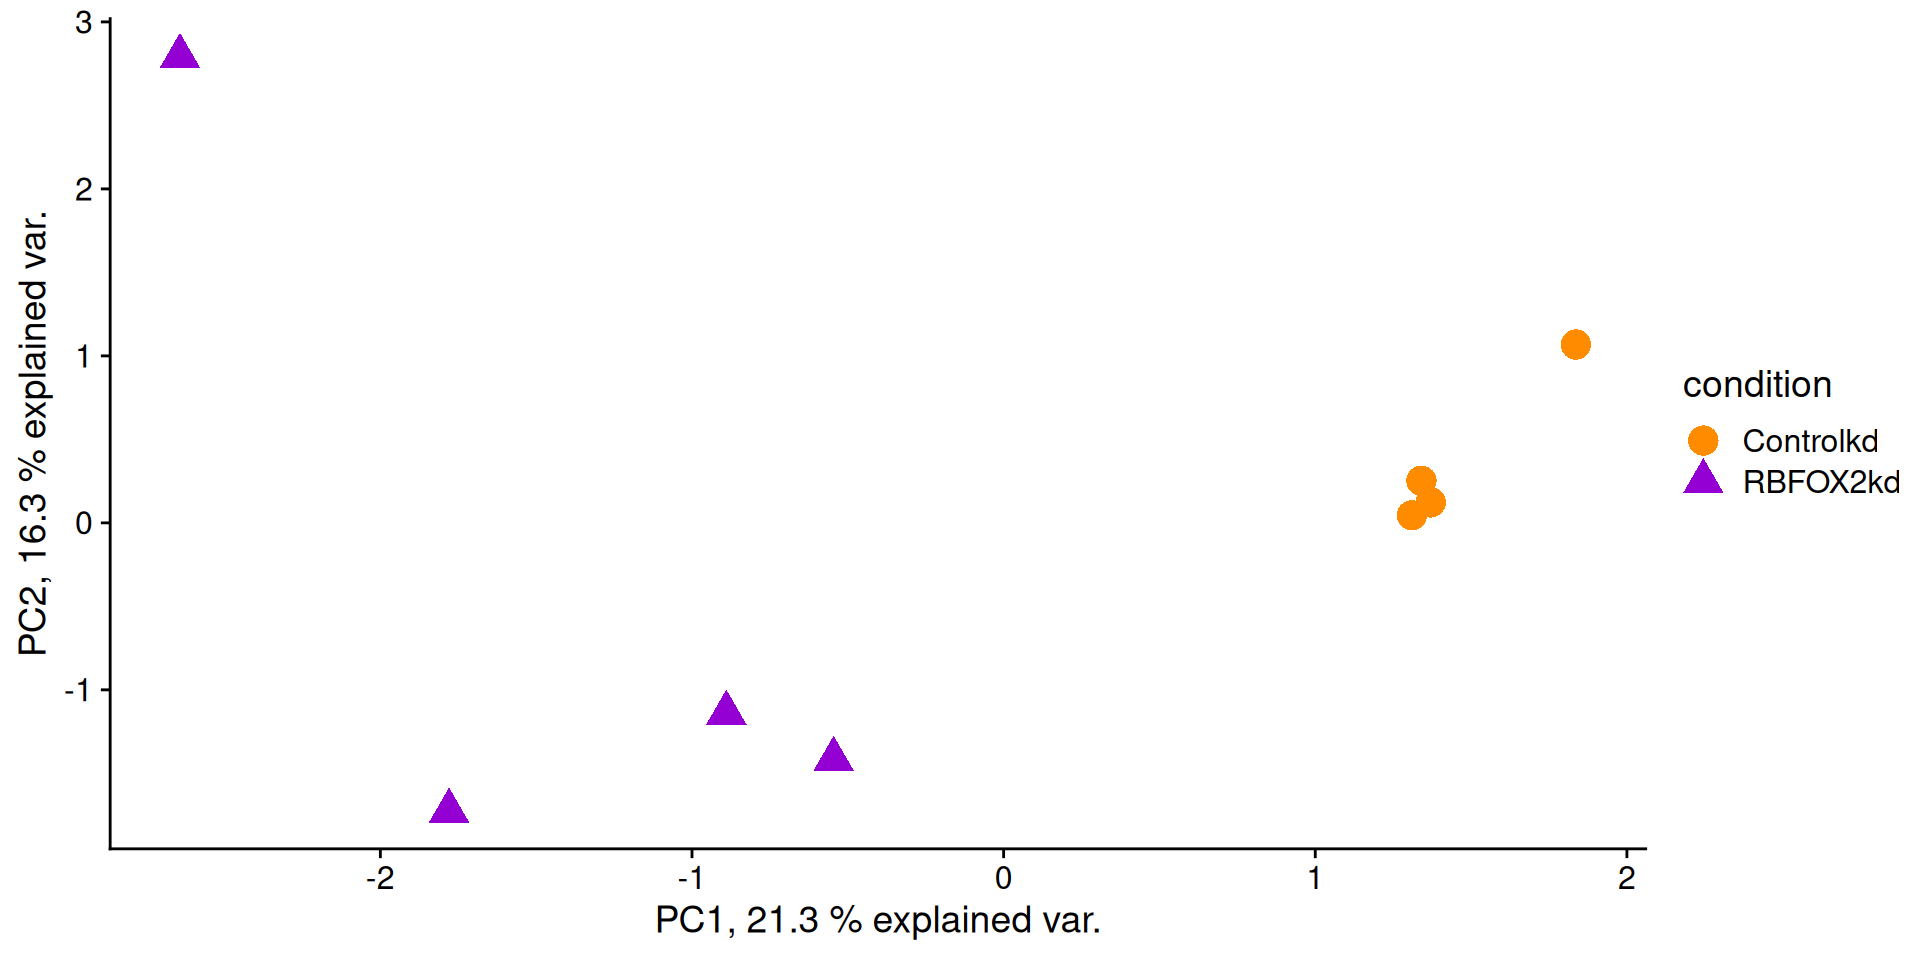 3
2
1
0
-1
PC2, 16.3 % explained var.
-2
-1
0
1
2
PC1, 21.3 % explained var.
condition
Controlkd
RBFOX2kd